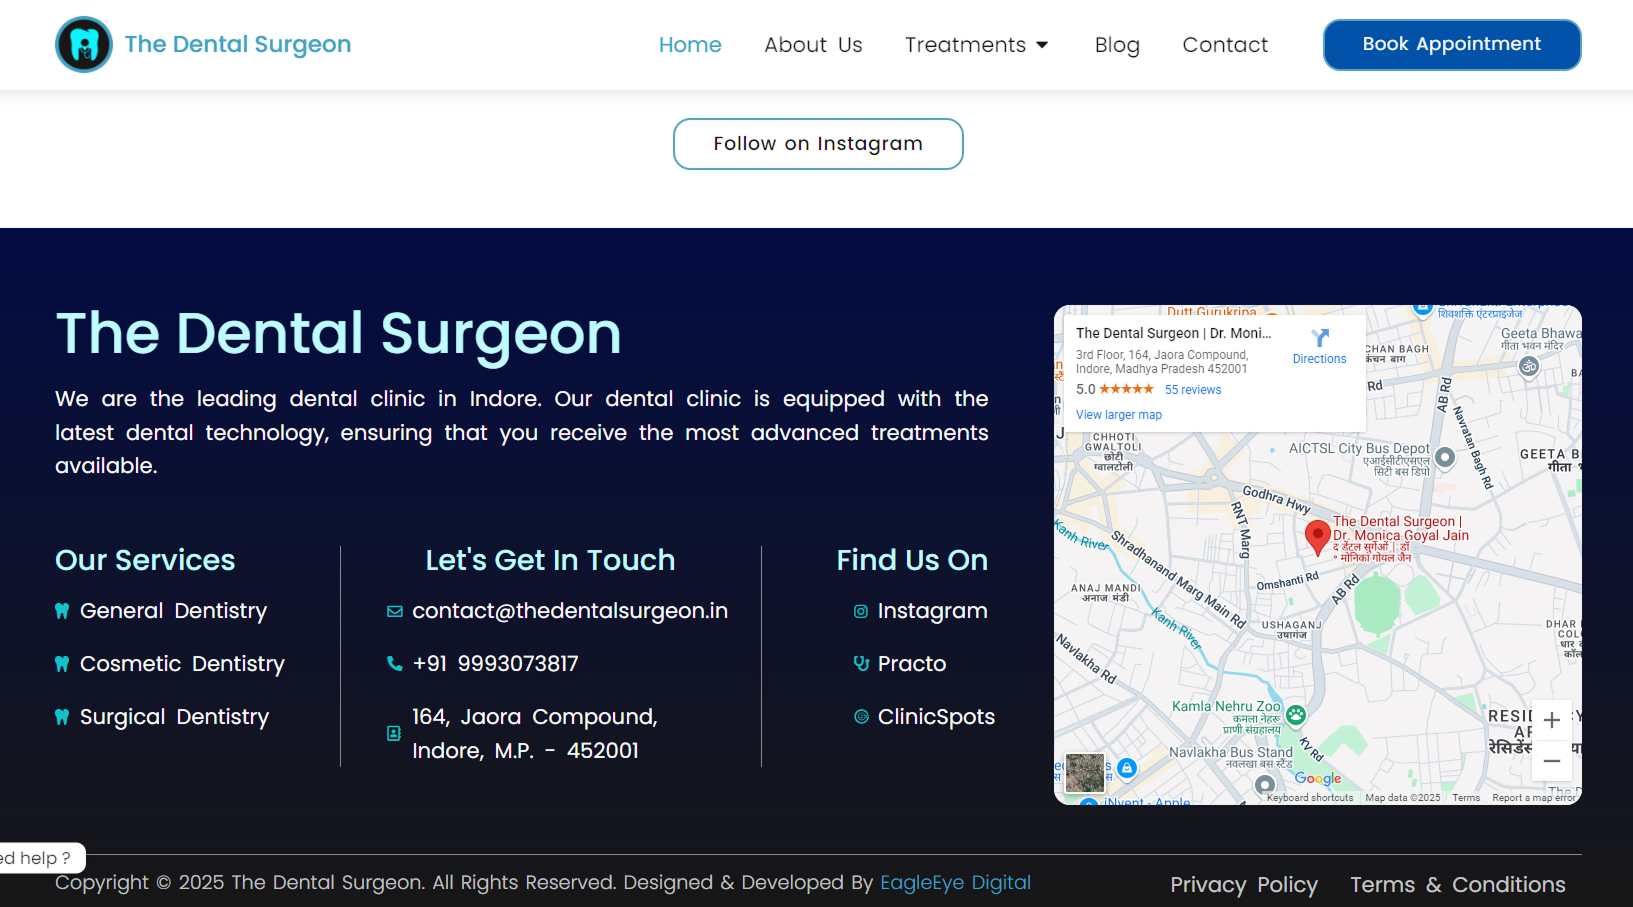 The Dental Surgeon
Home
About Us
Treatments
Blog
Contact
Book Appointment
Follow on Instagram
The Dental Surgeon
We are the leading dental clinic in Indore. Our dental clinic is equipped with the
latest dental technology, ensuring that you receive the most advanced treatments
available.
Our Services
General Dentistry
Cosmetic Dentistry
Surgical Dentistry
Let's Get In Touch
contact@thedentalsurgeon.in
+91 9993073817
164, Jaora Compound,
Indore, M.P. - 452001
Find Us On
Instagram
Practo
ClinicSpots
The Dental Surgeon | Dr. Moni...
3rd Floor, 164, Jaora Compound,
Indore, Madhya Pradesh 452001
5.0
55 reviews
View larger map
Directions
Dutt Gurukripa
शिवशक्ति एंटरप्राइजेज
Geeta Bhawa
गीता भवन मंदिर
CHAN BAGH
कंचन बाग
Rd
AB Rd
Navratan Bagh Rd
CHHOTI
GWALTOLI
छोटी
ग्वालटोली
AICTSL City Bus Depot
एआईसीटीएसएल
सिटी बस डिपो
GEETA B
गीता
Godhra Hwy
RNT Marg
The Dental Surgeon |
Dr. Monica Goyal Jain
द डेंटल सुर्गेओं | डॉ
॰ मोनिका गोयल जैन
Kanh River
Shradhanand Marg Main Rd
Omshanti Rd
AB Rd
ANAJ MANDI
अनाज मंडी
Kanh River
USHAGANJ
उषागंज
DHAR
COL
धार
कॉल
Navlakha Rd
Kamla Nehru Zoo
कमला नेहरू
प्राणी संग्रहालय
KV Rd
RESI
रेसिडें
Navlakha Bus Stand
नवलखा बस स्टैंड
iNvent - Apple
Google
Keyboard shortcuts
Map data ©2025
Terms
Report a map error
ed help ?
Copyright © 2025 The Dental Surgeon. All Rights Reserved. Designed & Developed By EagleEye Digital
Privacy Policy
Terms & Conditions